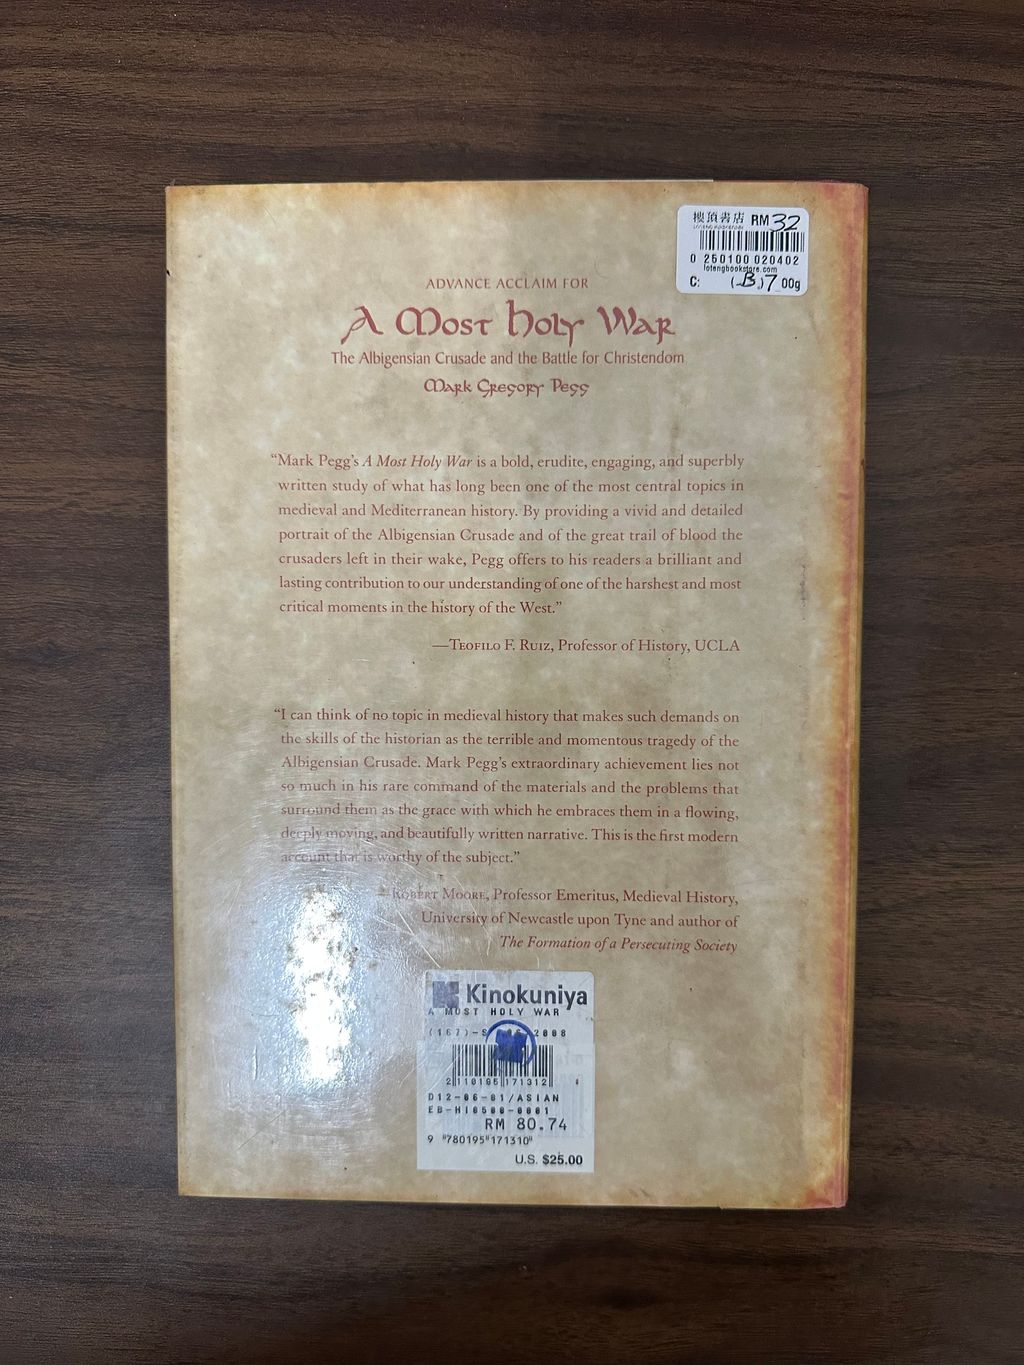 樓頂書店 RM 32
0 250100 020402
lotengbookstore.com
C: (B.) 7 00g
ADVANCE ACCLAIM FOR
A Most Holy War
The Albigensian Crusade and the Battle for Christendom
Mark Gregory Pegg
“Mark Pegg’s A Most Holy War is a bold, erudite, engaging, and superbly
written study of what has long been one of the most central topics in
medieval and Mediterranean history. By providing a vivid and detailed
portrait of the Albigensian Crusade and of the great trail of blood the
crusaders left in their wake, Pegg offers to his readers a brilliant and
lasting contribution to our understanding of one of the harshest and most
critical moments in the history of the West.”
—Teofilo F. Ruiz, Professor of History, UCLA
“I can think of no topic in medieval history that makes such demands on
the skills of the historian as the terrible and momentous tragedy of the
Albigensian Crusade. Mark Pegg’s extraordinary achievement lies not
so much in his rare command of the materials and the problems that
surround them as the grace with which he embraces them in a flowing,
deeply moving, and beautifully written narrative. This is the first modern
account that is worthy of the subject.”
—Robert Moore, Professor Emeritus, Medieval History,
University of Newcastle upon Tyne and author of
The Formation of a Persecuting Society
Kinokuniya
A MOST HOLY WAR
2008
2110195171312
D12-06-01/ASIAN
EB-HI0500-0001
RM 80.74
9 780195 171310
U.S. $25.00